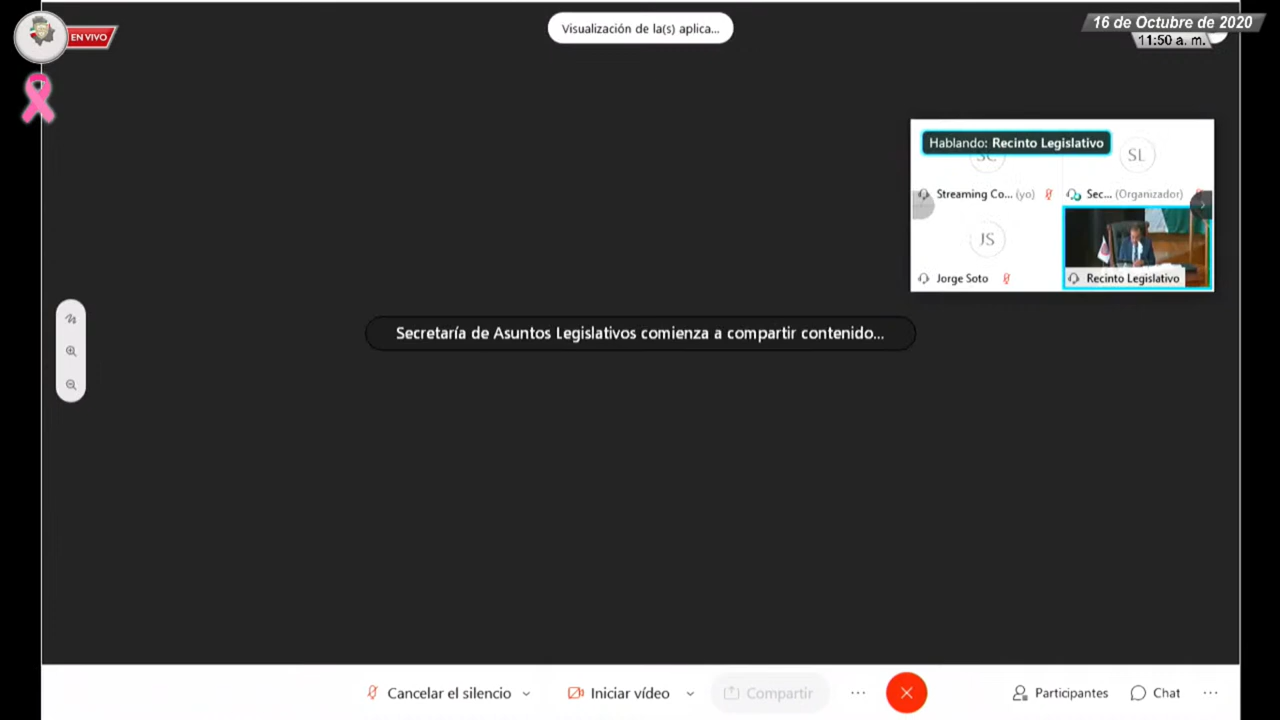 EN VIVO
Visualización de la(s) aplica...
16 de Octubre de 2020
11:50 a. m.
Hablando: Recinto Legislativo
SL
Streaming Co... (yo)
Sec... (Organizador)
JS
Jorge Soto
Recinto Legislativo
Secretaría de Asuntos Legislativos comienza a compartir contenido...
Cancelar el silencio
Iniciar vídeo
Compartir
Participantes
Chat